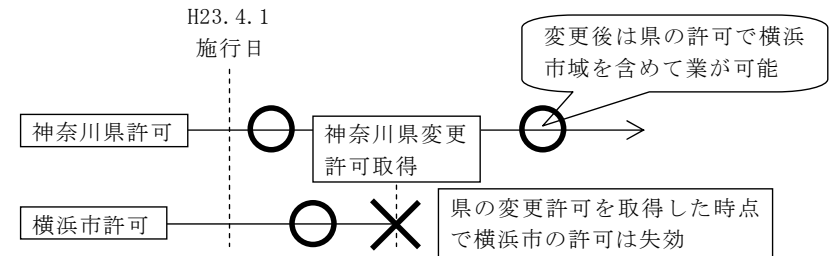 H23.4.1
施行日
変更後は県の許可で横浜
市域を含めて業が可能
神奈川県許可
神奈川県変更
許可取得
横浜市許可
県の変更許可を取得した時点
で横浜市の許可は失効